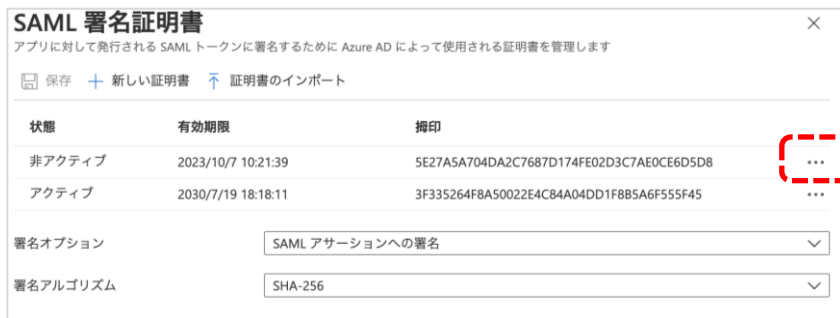 SAML 署名証明書
アプリに対して発行される SAML トークンに署名するために Azure AD によって使用される証明書を管理します
保存 新しい証明書 証明書のインポート
状態 有効期限 拇印
非アクティブ 2023/10/7 10:21:39 5E27A5A704DA2C7687D174FE02D3C7AE0CE6D5D8
アクティブ 2030/7/19 18:18:11 3F335264F8A50022E4C84A04DD1F8B5A6F555F45
署名オプション SAML アサーションへの署名
署名アルゴリズム SHA-256